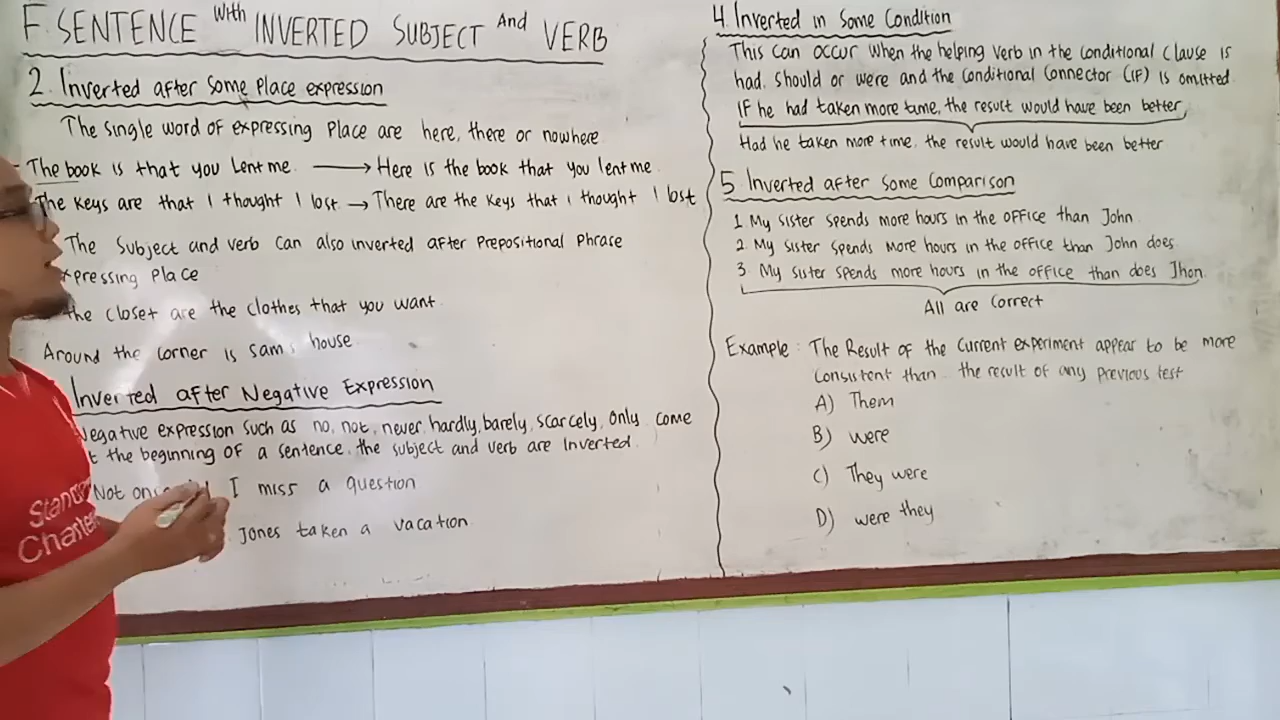 F. SENTENCE With INVERTED SUBJECT And VERB
2. Inverted after Some Place expression
The single word of expressing Place are here, there or nowhere
The book is that you Lent me. → Here is the book that you lent me.
The Keys are that I thought I lost → There are the Keys that I thought I lost
The Subject and verb can also inverted after Prepositional Phrase
xpressing Place
the closet are the clothes that you want.
Around the corner is sam's house
Inverted after Negative Expression
Negative expression such as no, not, never, hardly, barely, scarcely, only come
t the beginning of a sentence. the subject and verb are inverted.
Not I miss a question
Jones taken a vacation
4. Inverted in Some Condition
This can occur when the helping verb in the conditional clause is
had, should or were and the conditional connector (IF) is omitted.
IF he had taken more tame, the result would have been better
Had he taken more time, the result would have been better
5. Inverted after Some Comparison
1. My sister spends more hours in the office than John
2. My sister spends more hours in the office than John does
3. My sister spends more hours in the office than does Jhon.
All are correct
Example : The Result of the current experiment appear to be more
consistent than... the result of any previous test
A) Them
B) were
C) They were
D) were they
Standard
Charter